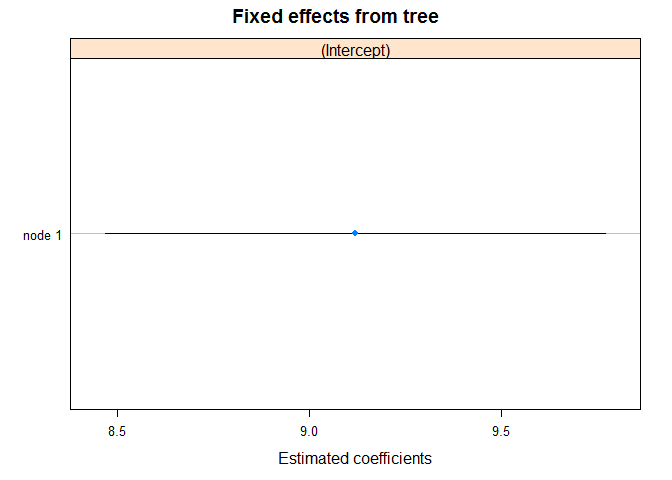 Fixed effects from tree
(Intercept)
node 1
8.5 9.0 9.5
Estimated coefficients